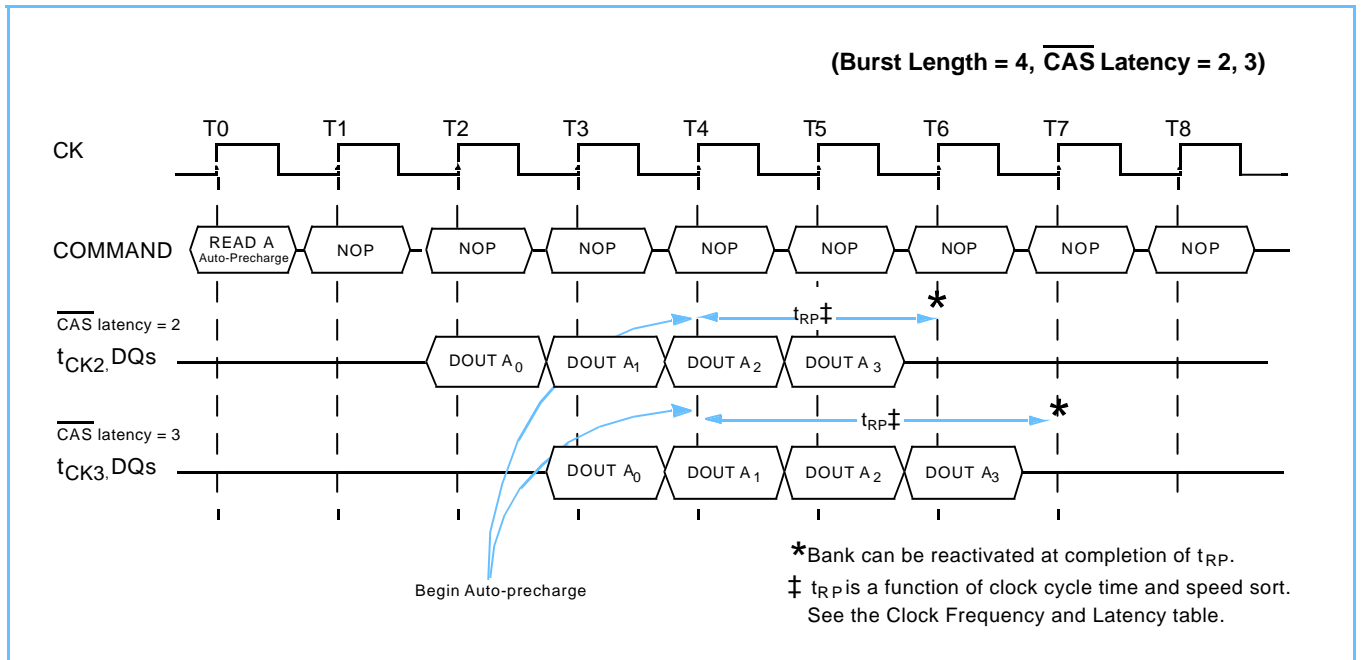 (Burst Length = 4, CAS Latency = 2, 3)
T0 T1 T2 T3 T4 T5 T6 T7 T8
CK
COMMAND
READ A
Auto-Precharge
NOP NOP NOP NOP NOP NOP NOP NOP
*
tRP‡
CAS latency = 2
tCK2, DQs
DOUT A0 DOUT A1 DOUT A2 DOUT A3
*
tRP‡
CAS latency = 3
tCK3, DQs
DOUT A0 DOUT A1 DOUT A2 DOUT A3
Begin Auto-precharge
*Bank can be reactivated at completion of tRP.
‡ tRP is a function of clock cycle time and speed sort.
See the Clock Frequency and Latency table.